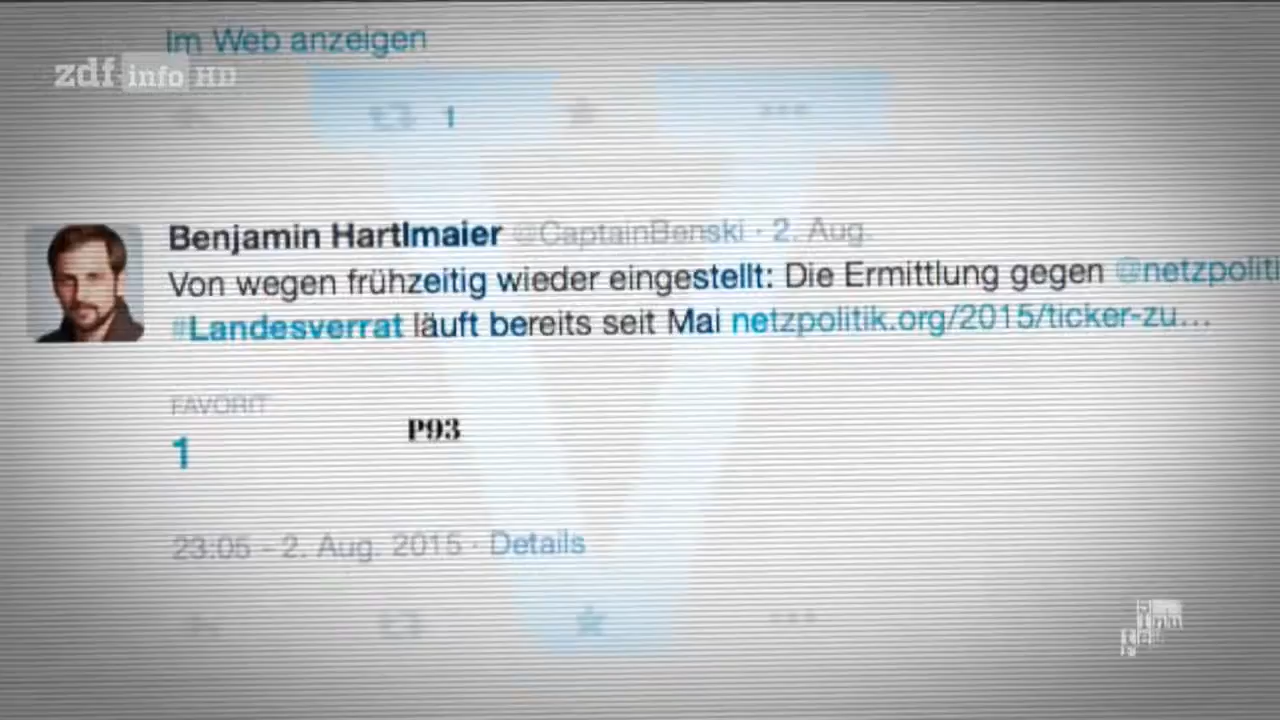 Im Web anzeigen
zdf info HD
1
Benjamin Hartlmaier @CaptainBenski · 2. Aug.
Von wegen frühzeitig wieder eingestellt: Die Ermittlung gegen @netzpoliti
#Landesverrat läuft bereits seit Mai netzpolitik.org/2015/ticker-zu...
FAVORIT
1
P93
23:05 - 2. Aug. 2015 · Details